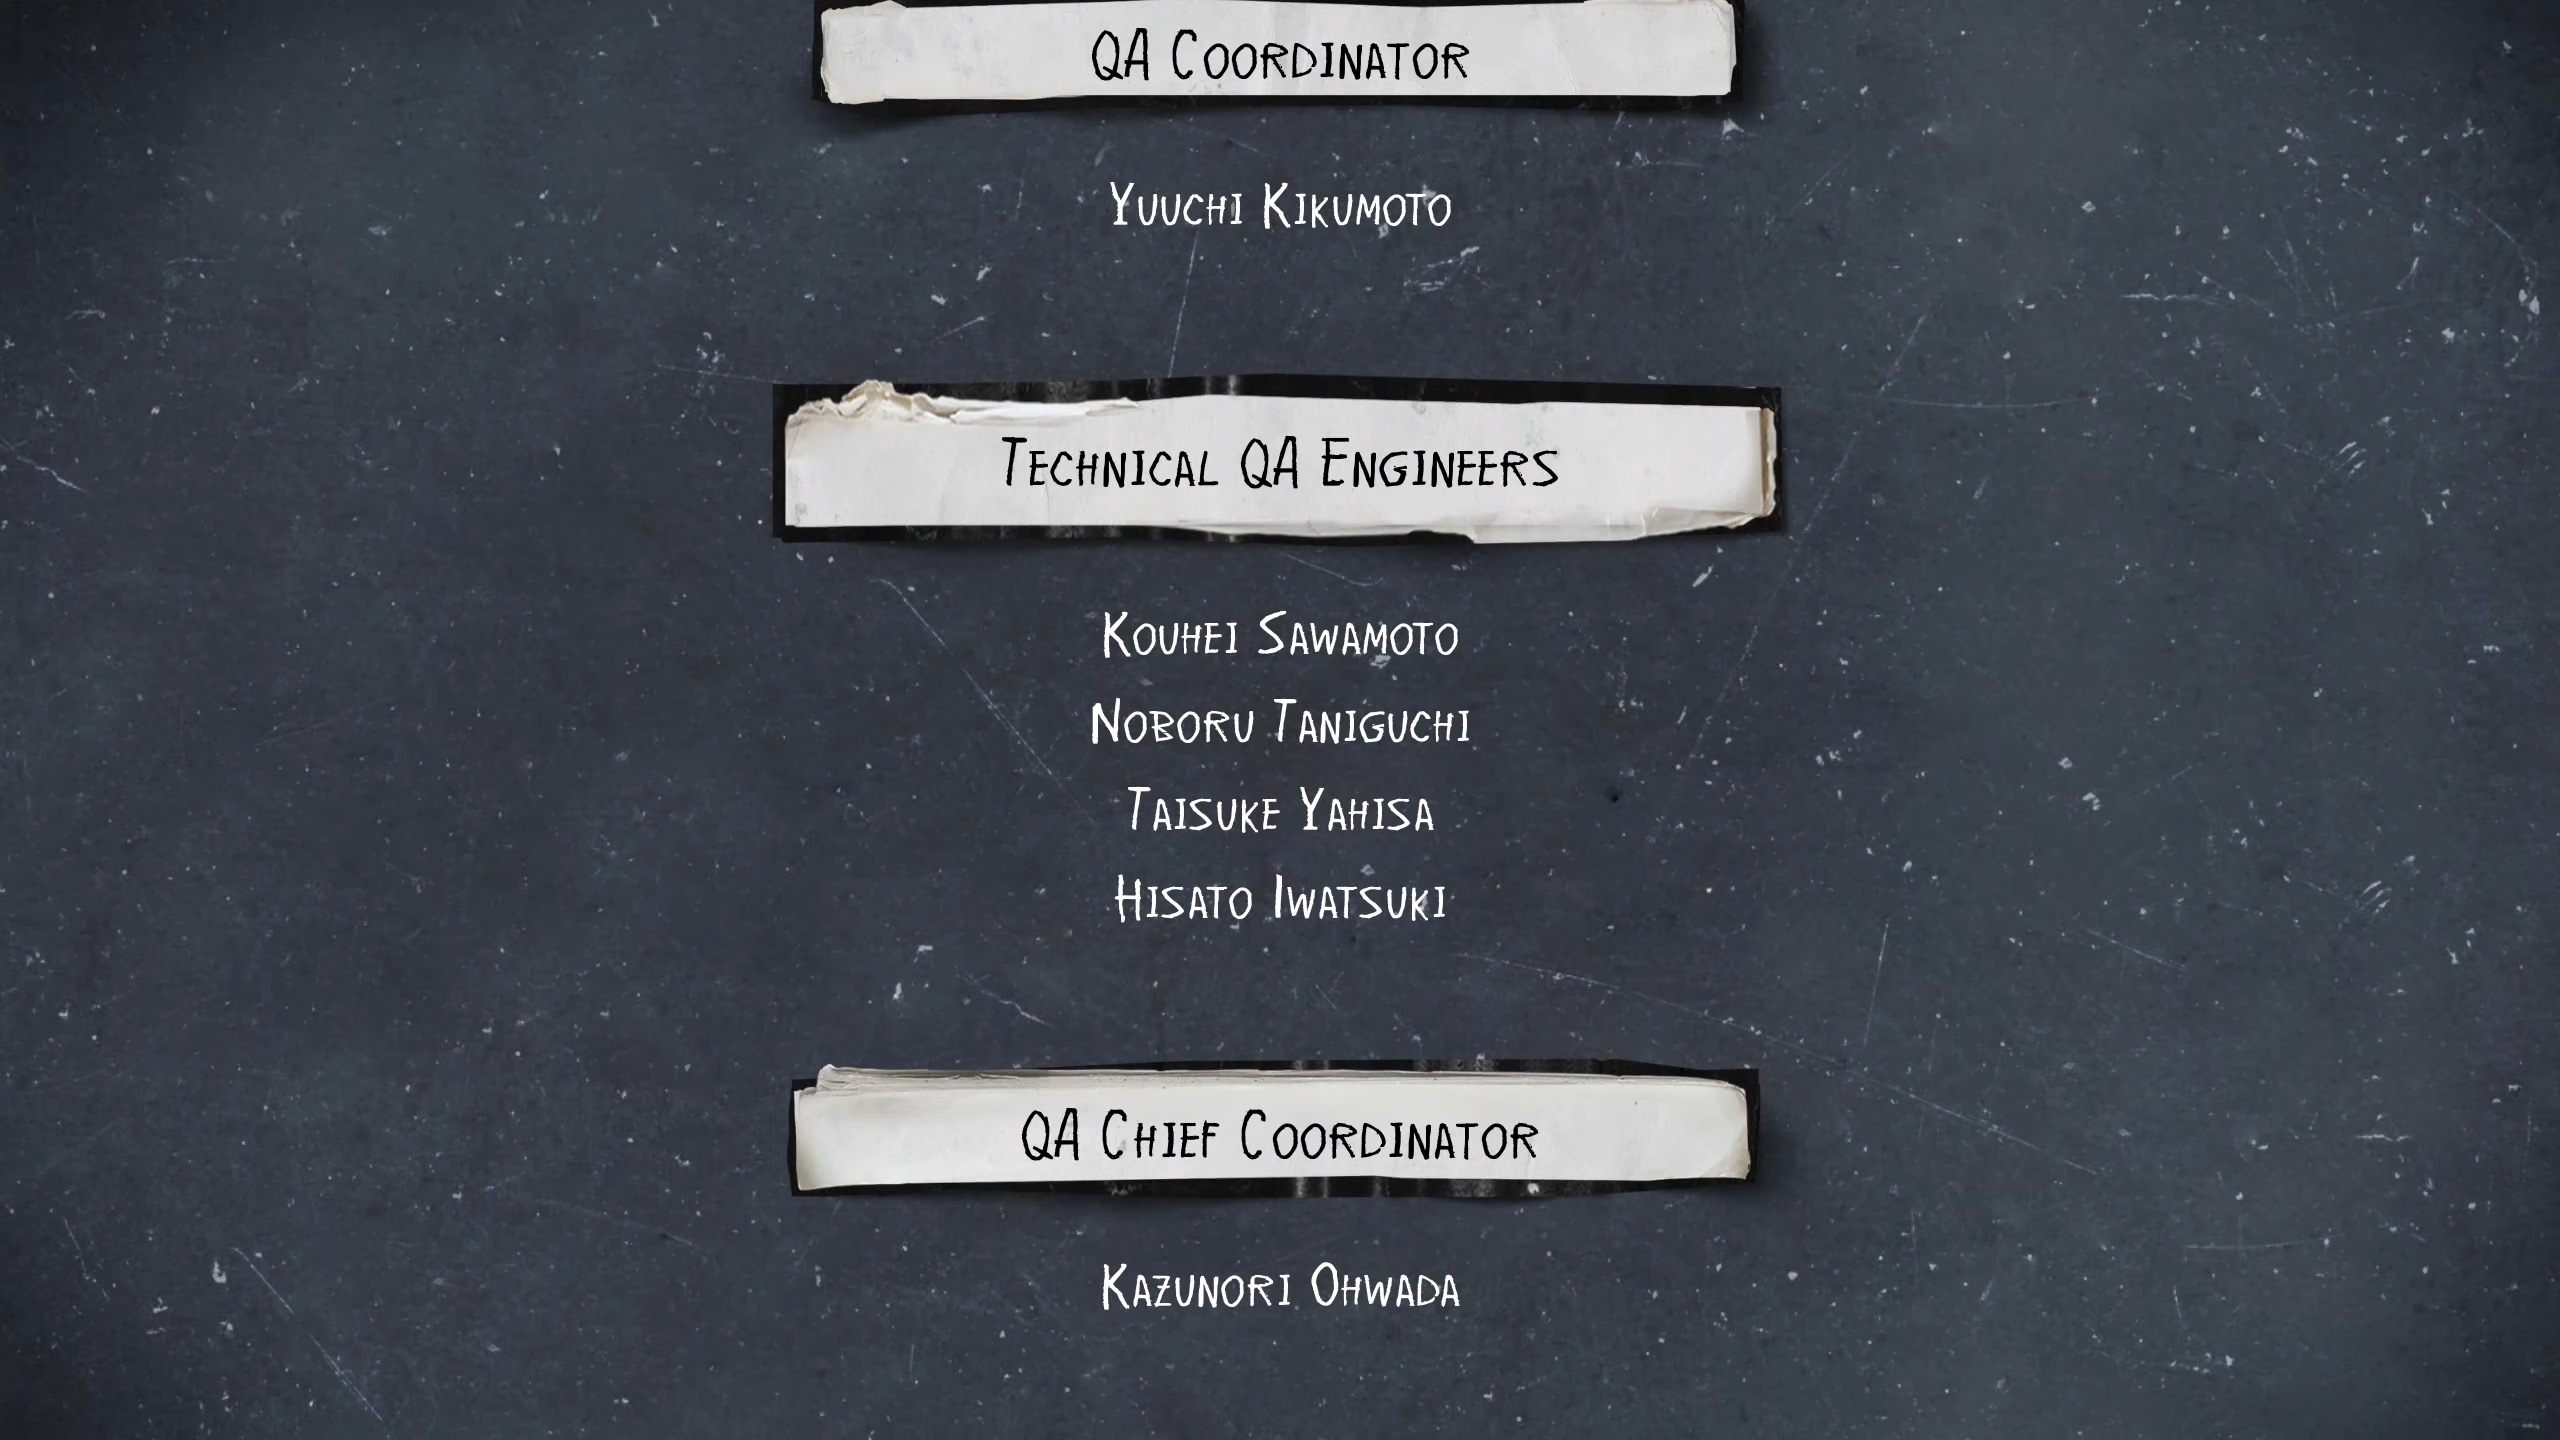 QA Coordinator
Yuuchi Kikumoto
Technical QA Engineers
Kouhei Sawamoto
Noboru Taniguchi
Taisuke Yahisa
Hisato Iwatsuki
QA Chief Coordinator
Kazunori Ohwada